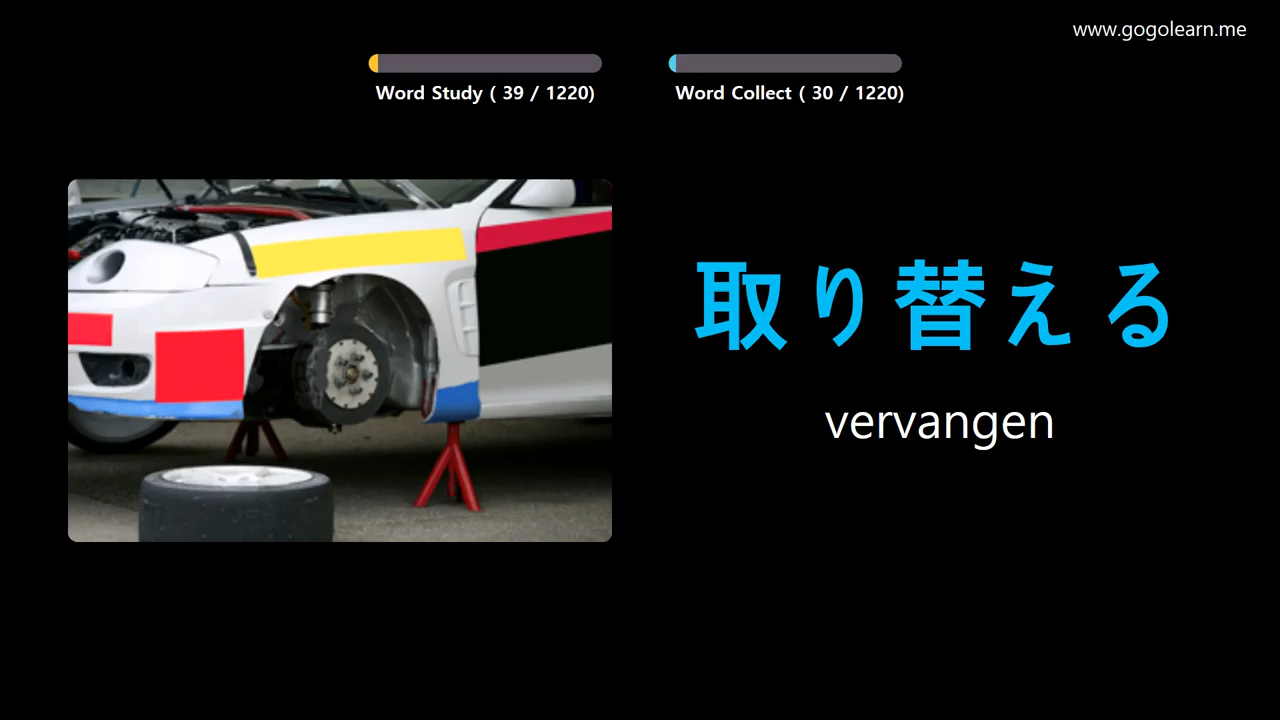 www.gogolearn.me
Word Study ( 39 / 1220)
Word Collect ( 30 / 1220)
取り替える
vervangen